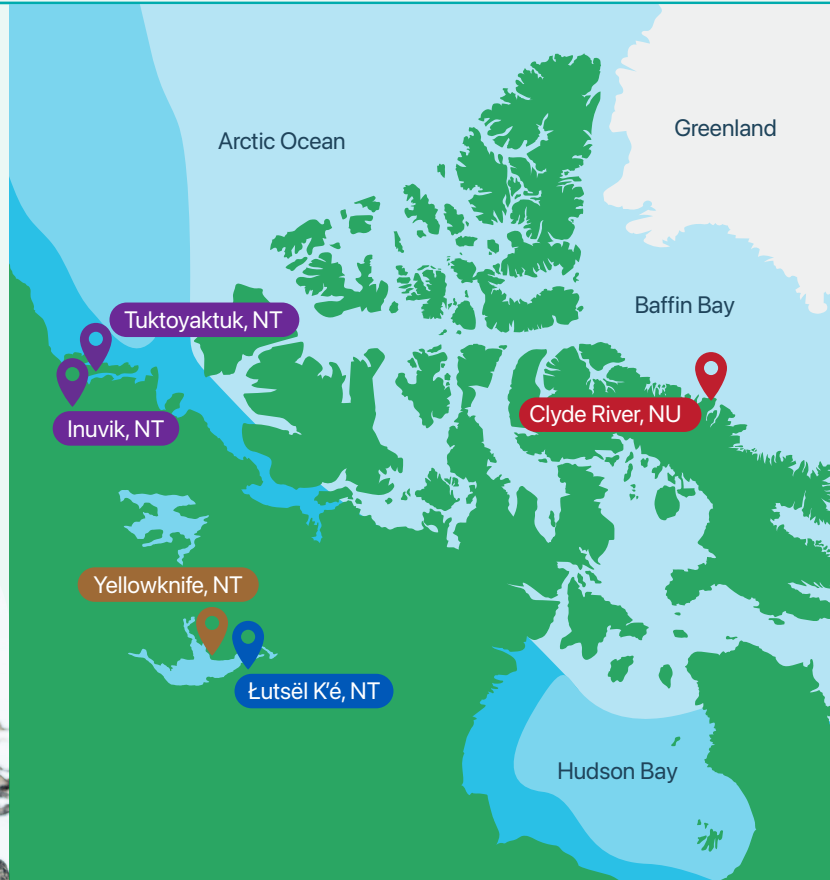 Arctic Ocean
Greenland
Baffin Bay
Tuktoyaktuk, NT
Inuvik, NT
Clyde River, NU
Yellowknife, NT
Łutsël K'é, NT
Hudson Bay